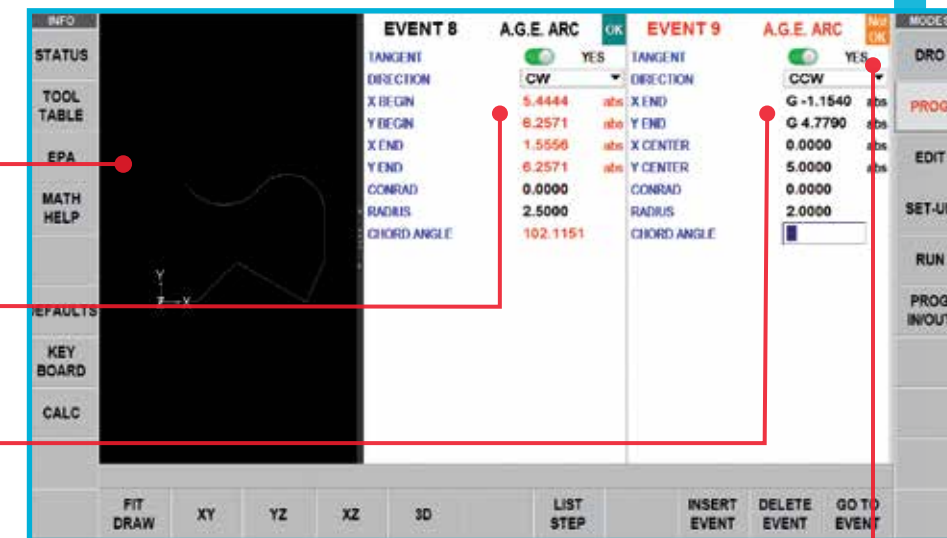 INFO
STATUS
TOOL
TABLE
EPA
MATH
HELP
DEFAULTS
KEY
BOARD
CALC
Y
Z X
EVENT 8 A.G.E. ARC OK
TANGENT YES
DIRECTION CW
X BEGIN 5.4444 abs
Y BEGIN 6.2571 abs
X END 1.5556 abs
Y END 6.2571 abs
CONRAD 0.0000
RADIUS 2.5000
CHORD ANGLE 102.1151
EVENT 9 A.G.E. ARC Not OK
TANGENT YES
DIRECTION CCW
X END G -1.1540 abs
Y END G 4.7790 abs
X CENTER 0.0000 abs
Y CENTER 5.0000 abs
CONRAD 0.0000
RADIUS 2.0000
CHORD ANGLE
MODES
DRO
PROG
EDIT
SET-UP
RUN
PROG
IN/OUT
FIT
DRAW
XY
YZ
XZ
3D
LIST
STEP
INSERT
EVENT
DELETE
EVENT
GO TO
EVENT